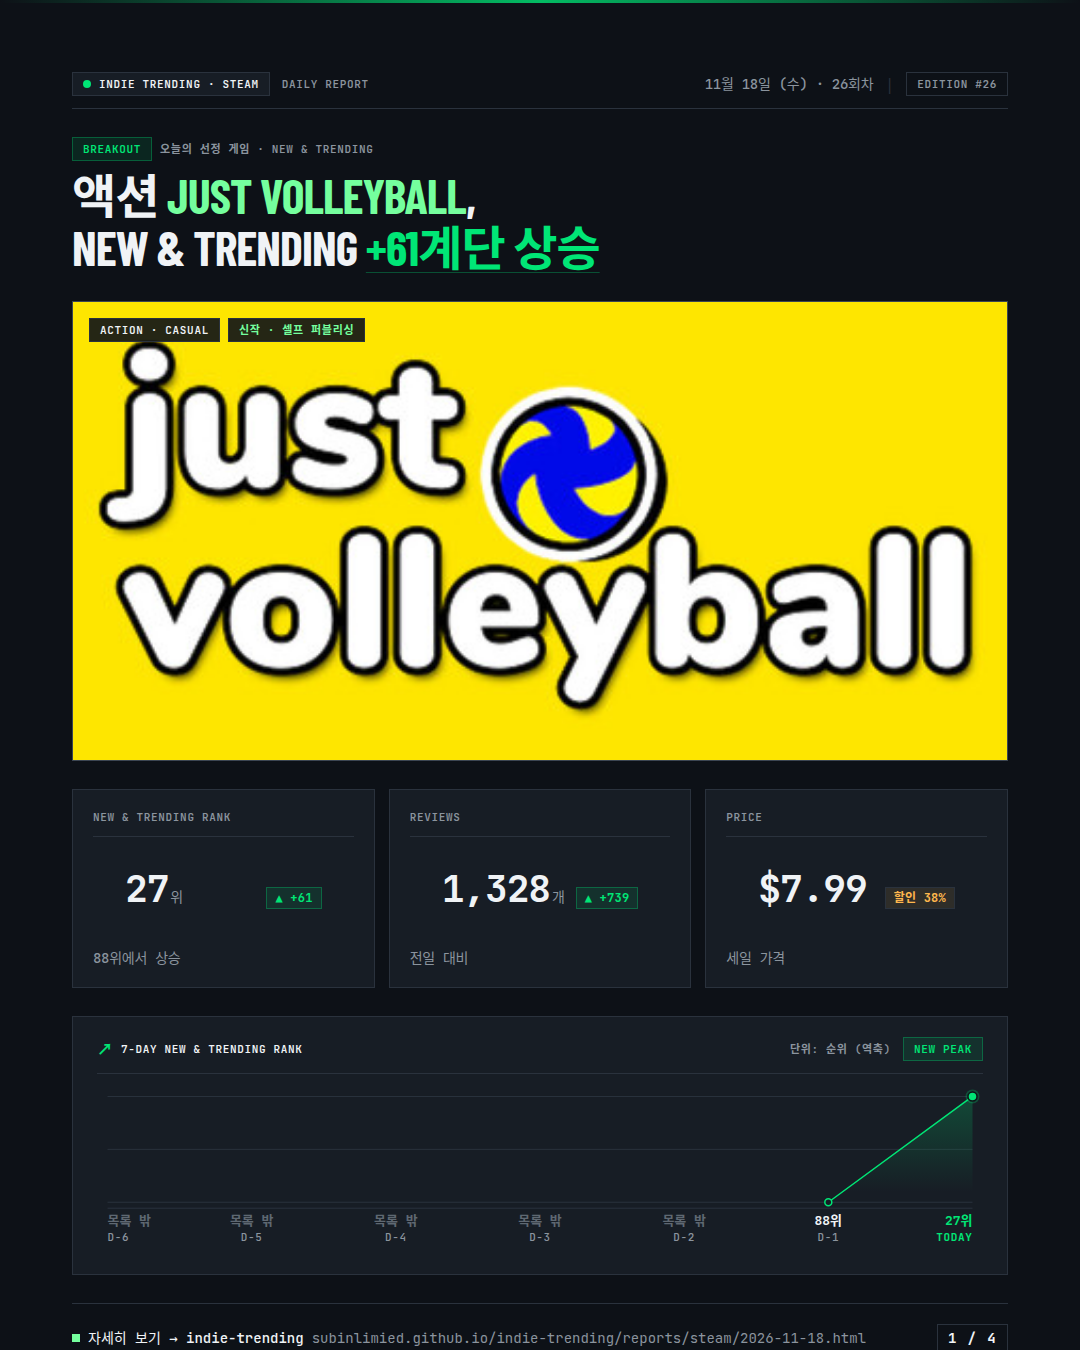 INDIE TRENDING · STEAM DAILY REPORT 11월 18일 (수) · 26회차 EDITION #26
BREAKOUT 오늘의 선정 게임 · NEW & TRENDING
액션 JUST VOLLEYBALL,
NEW & TRENDING +61계단 상승
ACTION · CASUAL 신작 · 셀프 퍼블리싱
just
volleyball
NEW & TRENDING RANK
27위 ▲ +61
88위에서 상승
REVIEWS
1,328개 ▲ +739
전일 대비
PRICE
$7.99 할인 38%
세일 가격
↗ 7-DAY NEW & TRENDING RANK 단위: 순위 (역축) NEW PEAK
목록 밖 목록 밖 목록 밖 목록 밖 목록 밖 88위 27위
D-6 D-5 D-4 D-3 D-2 D-1 TODAY
자세히 보기 → indie-trending subinlimied.github.io/indie-trending/reports/steam/2026-11-18.html 1 / 4